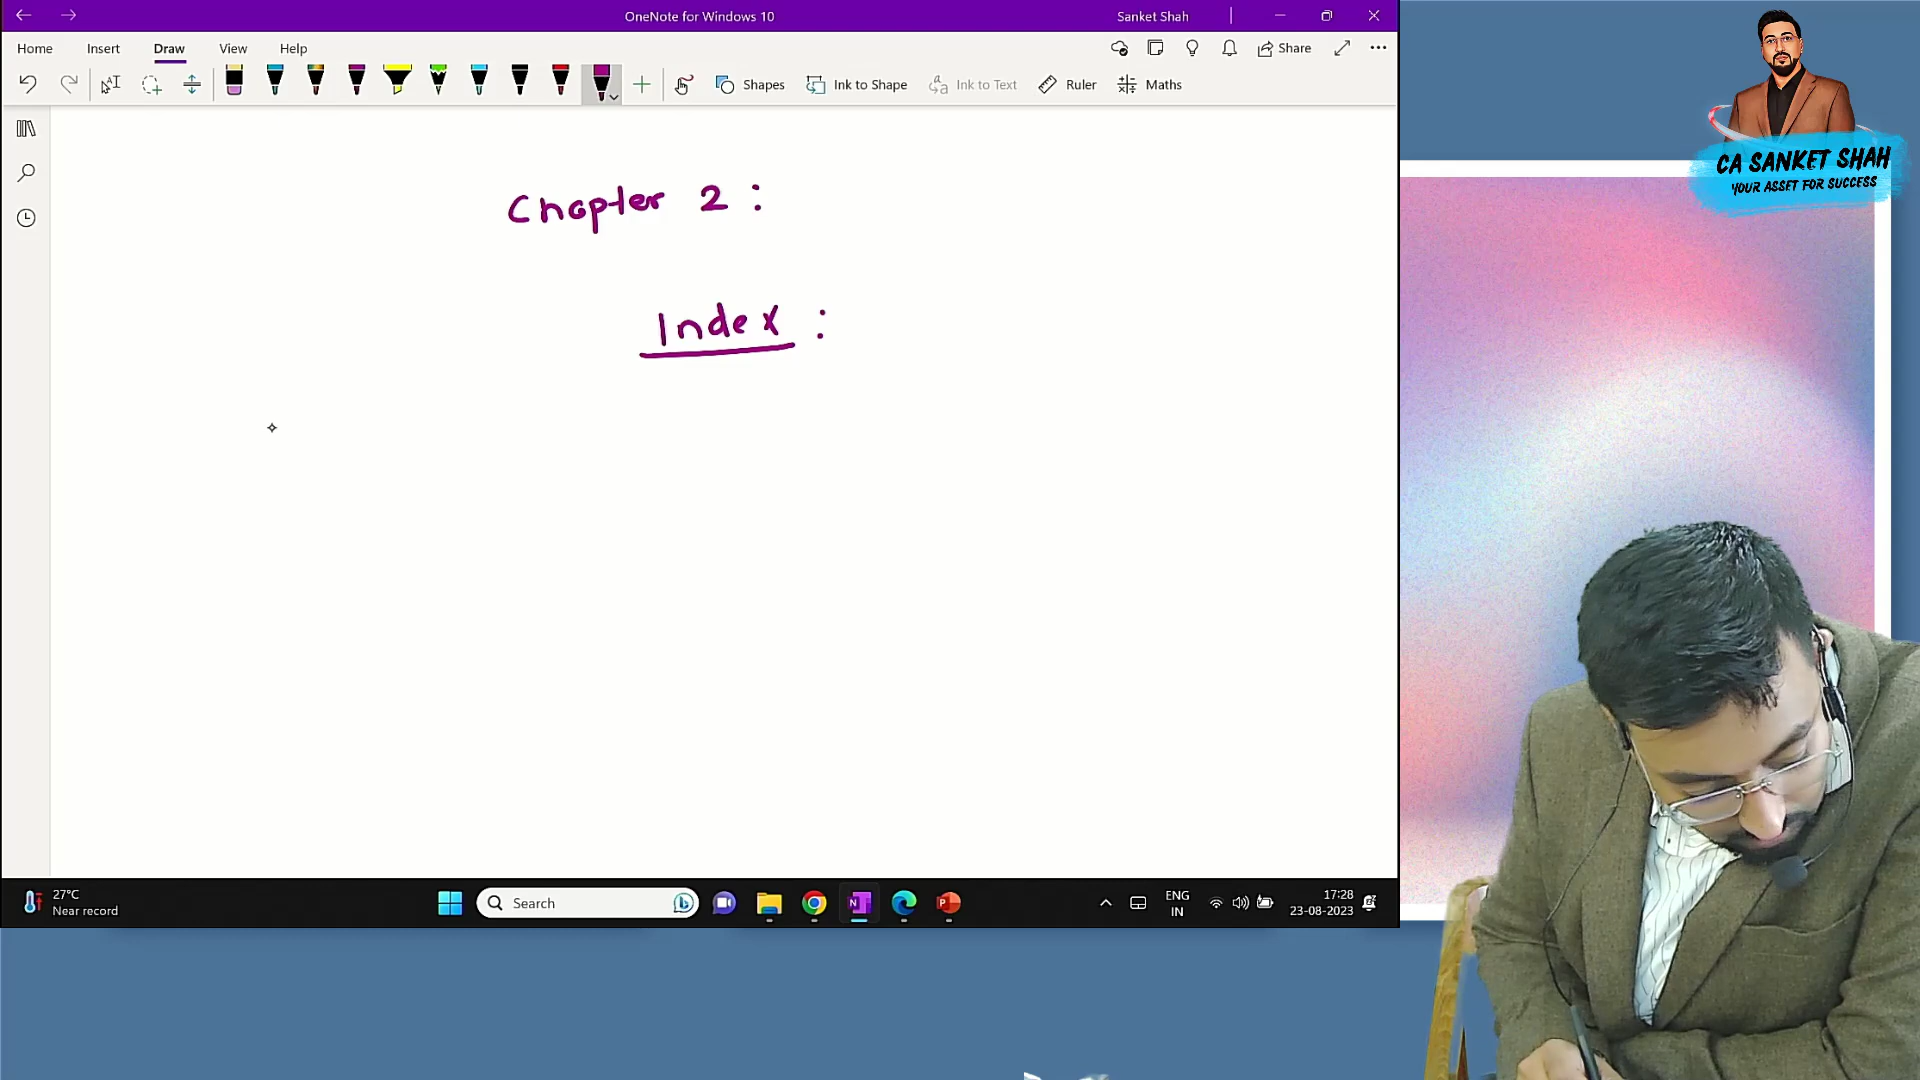 OneNote for Windows 10
Sanket Shah
Home Insert Draw View Help
Share
Shapes Ink to Shape Ink to Text Ruler Maths
CA SANKET SHAH
YOUR ASSET FOR SUCCESS
Chapter 2 :
Index :
27°C
Near record
Search
ENG
IN
17:28
23-08-2023